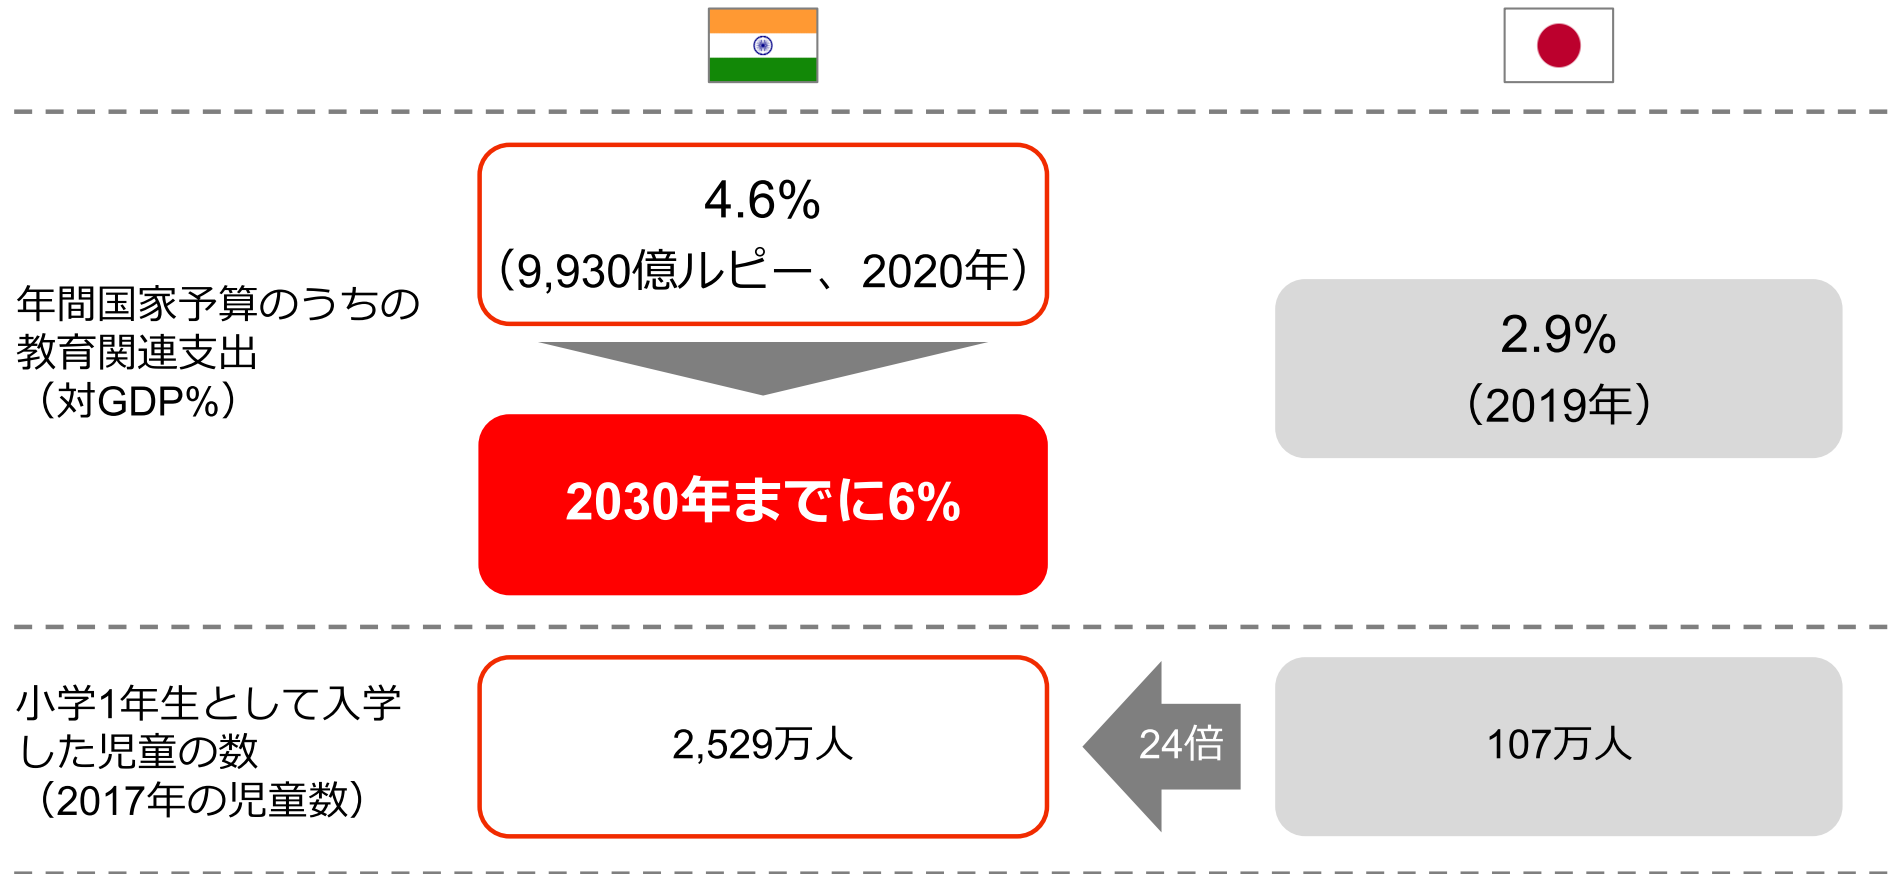 年間国家予算のうちの
教育関連支出
（対GDP%）
4.6%
（9,930億ルピー、2020年）
2030年までに6%
2.9%
（2019年）
小学1年生として入学
した児童の数
（2017年の児童数）
2,529万人
24倍
107万人